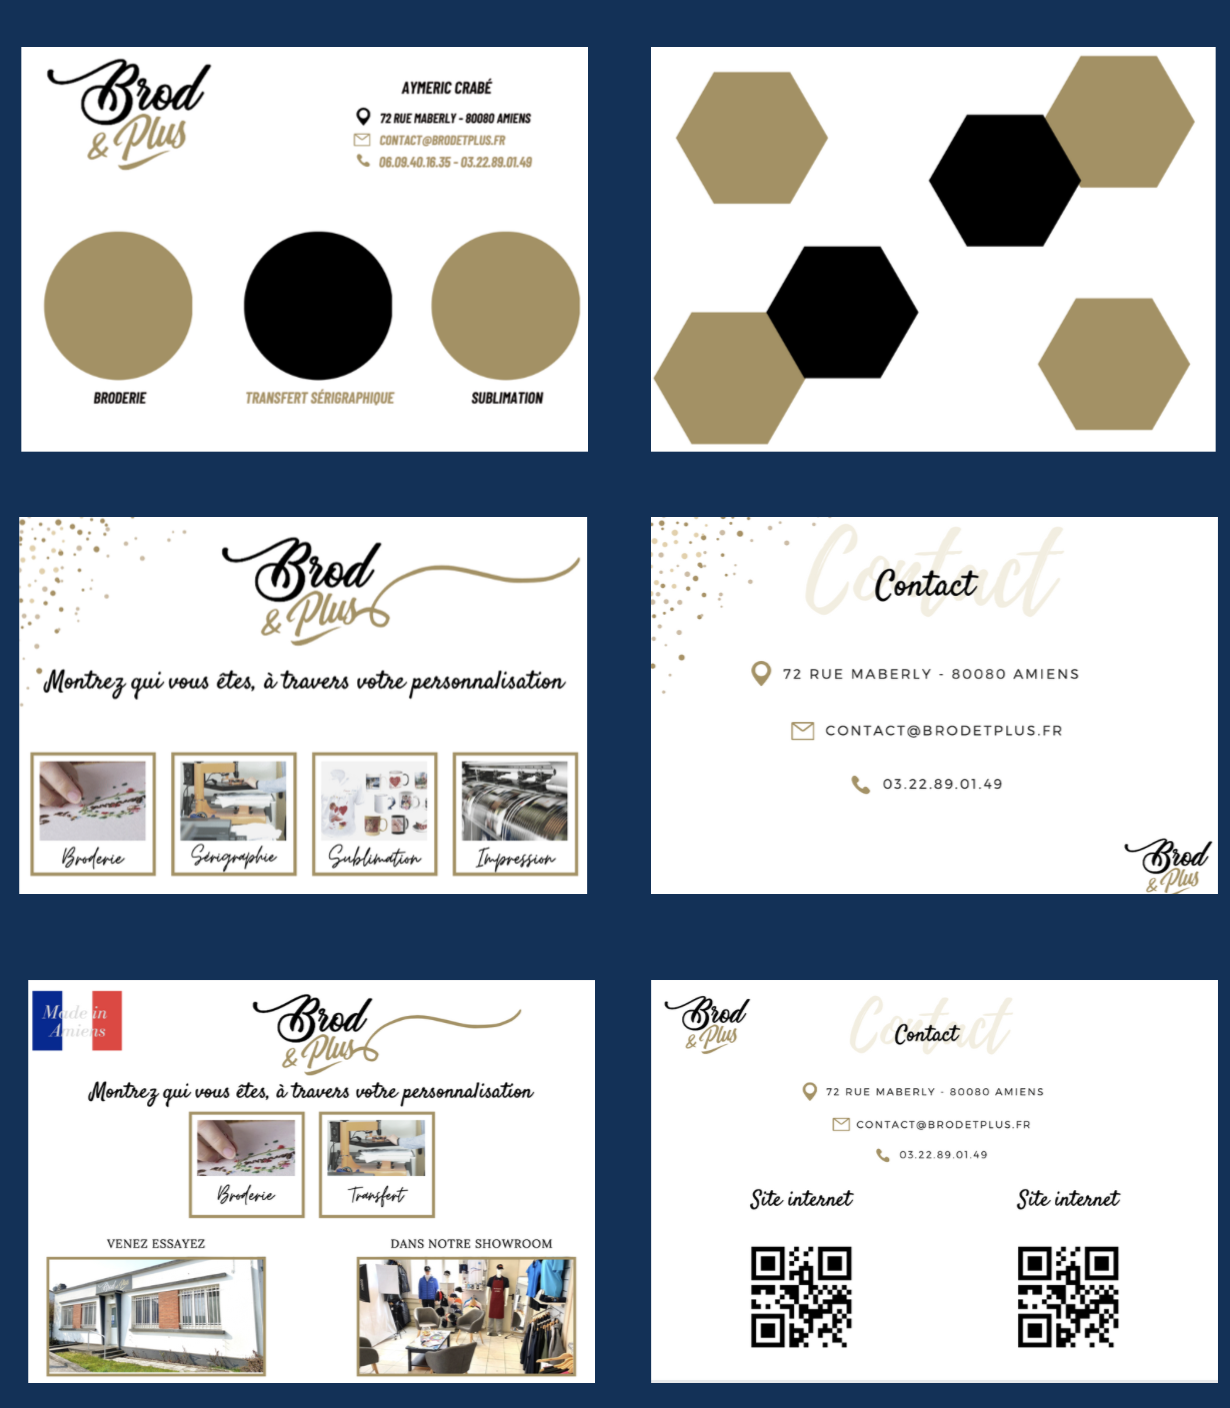 Brod
& Plus
AYMERIC CRABÉ
72 RUE MABERLY - 80080 AMIENS
CONTACT@BRODETPLUS.FR
06.09.40.16.35 - 03.22.89.01.49
BRODERIE
TRANSFERT SÉRIGRAPHIQUE
SUBLIMATION
Brod
& Plus
Montrez qui vous êtes, à travers votre personnalisation
Broderie
Sérigraphie
Sublimation
Impression
Contact
Contact
72 RUE MABERLY - 80080 AMIENS
CONTACT@BRODETPLUS.FR
03.22.89.01.49
Brod
& Plus
Made in
Amiens
Brod
& Plus
Montrez qui vous êtes, à travers votre personnalisation
Broderie
Transfert
VENEZ ESSAYEZ
DANS NOTRE SHOWROOM
Brod
& Plus
Contact
Contact
72 RUE MABERLY - 80080 AMIENS
CONTACT@BRODETPLUS.FR
03.22.89.01.49
Site internet
Site internet